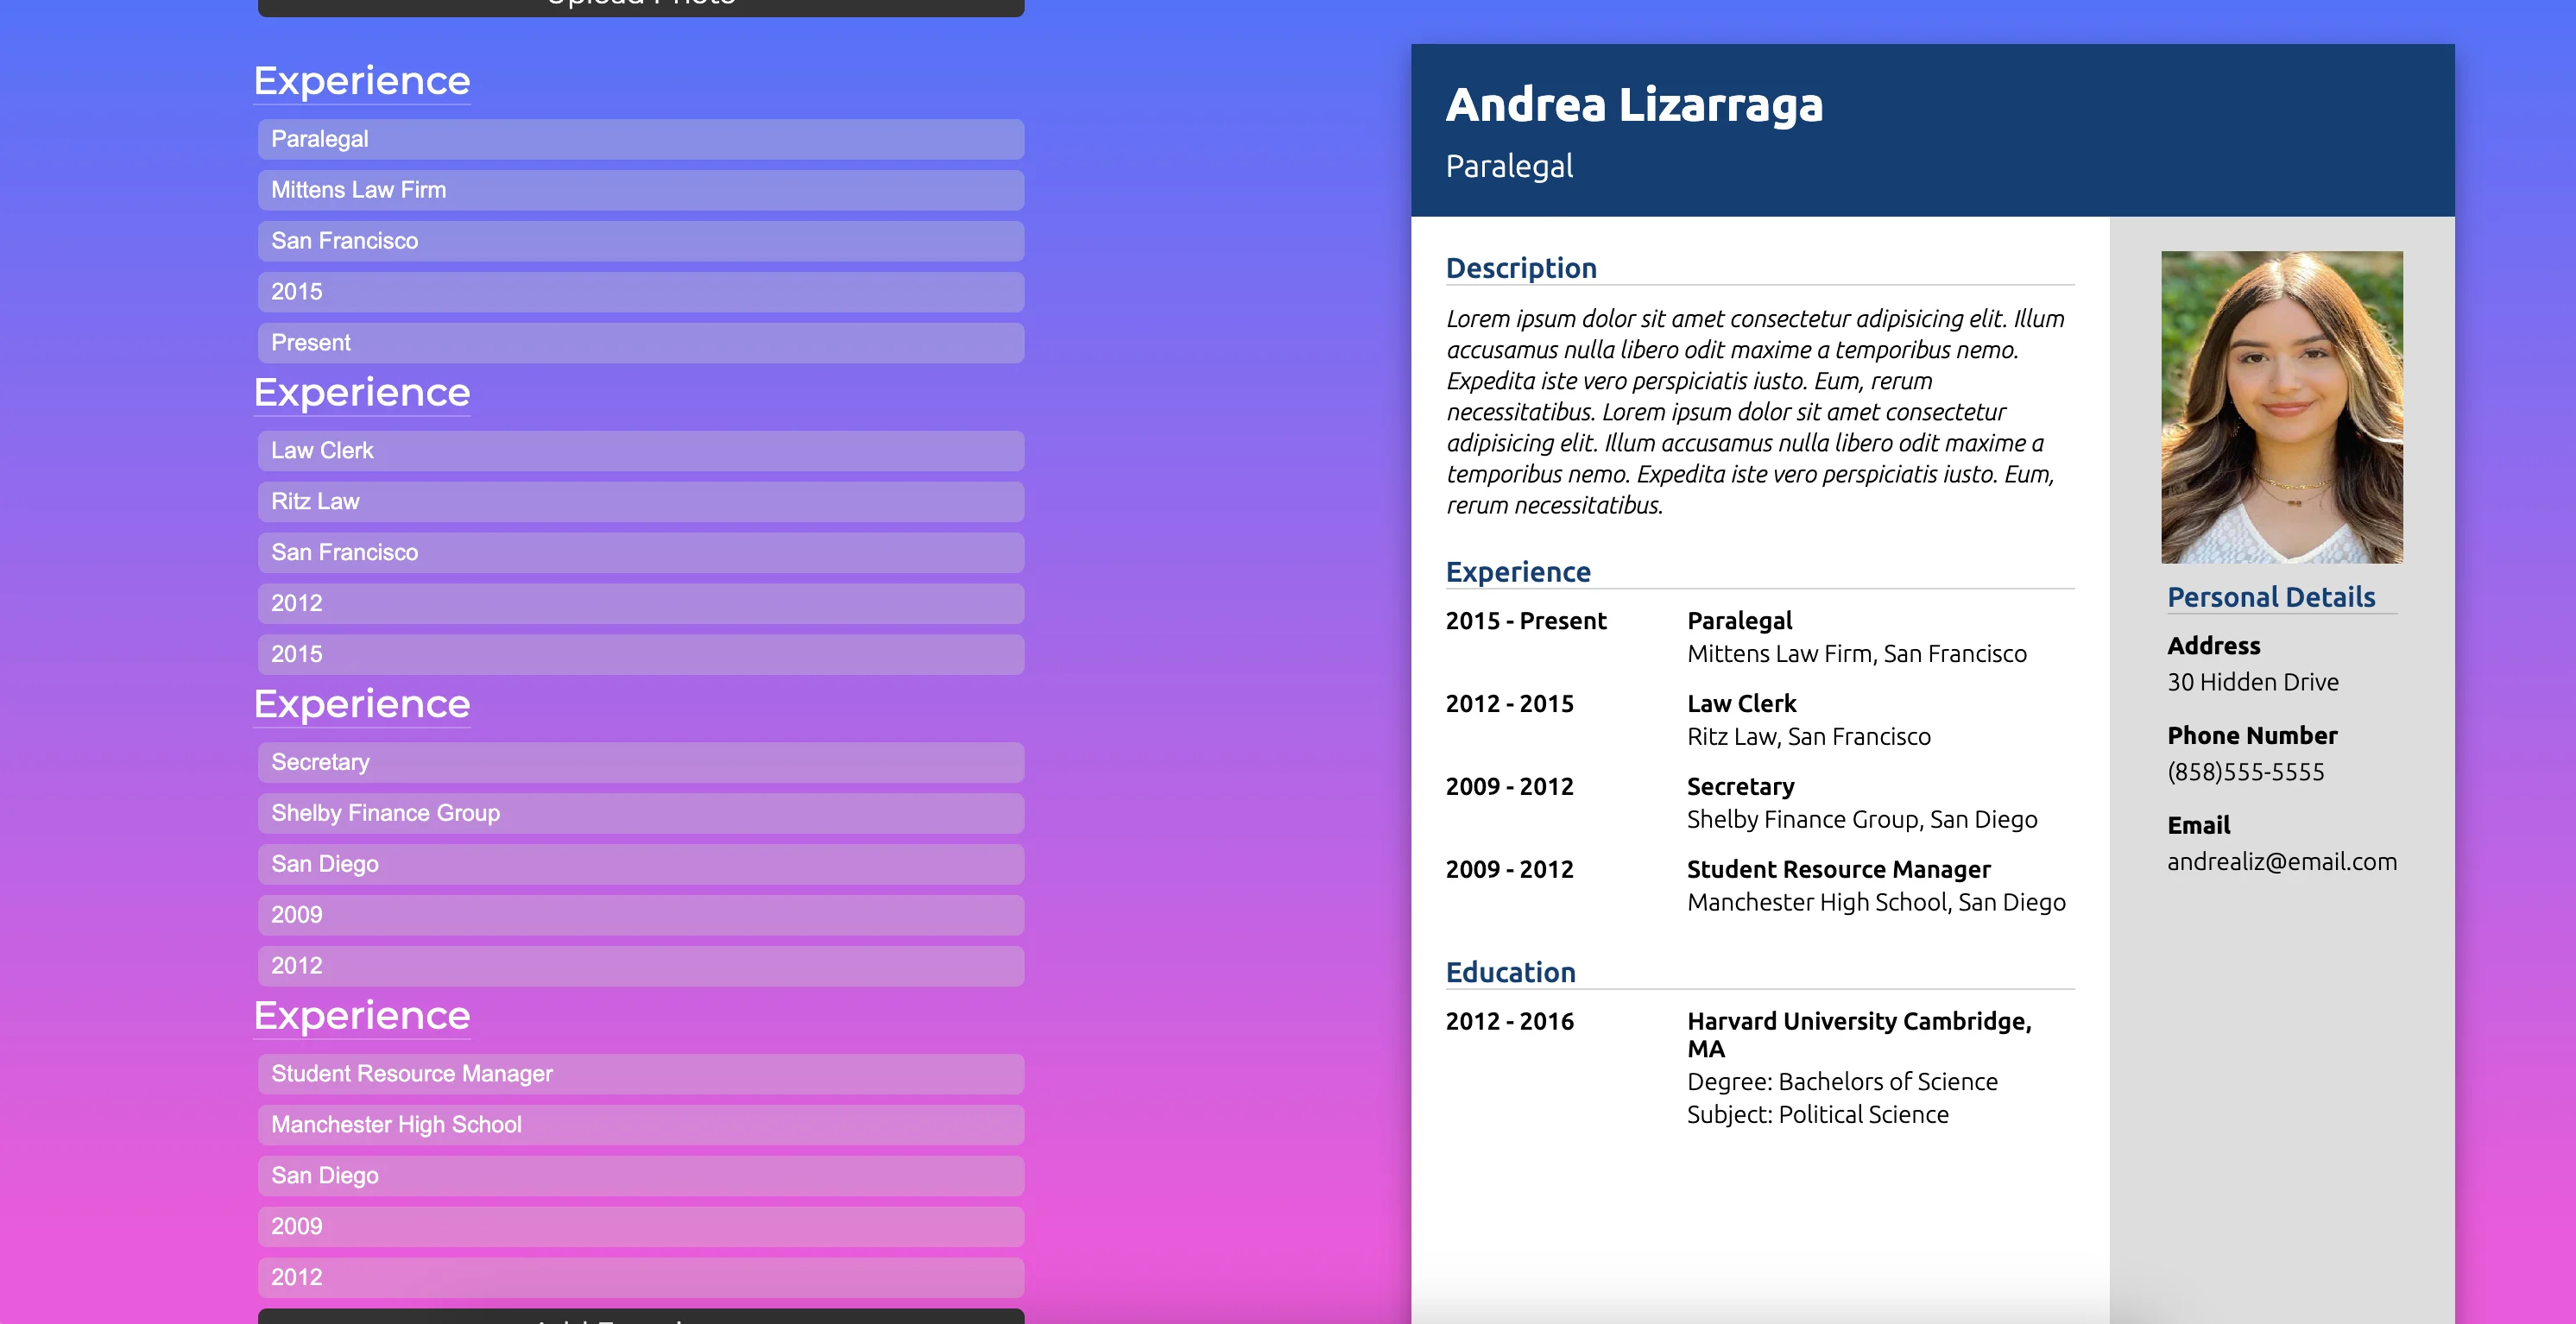 Upload Photo
Experience
Paralegal
Mittens Law Firm
San Francisco
2015
Present
Experience
Law Clerk
Ritz Law
San Francisco
2012
2015
Experience
Secretary
Shelby Finance Group
San Diego
2009
2012
Experience
Student Resource Manager
Manchester High School
San Diego
2009
2012
Andrea Lizarraga
Paralegal
Description
Lorem ipsum dolor sit amet consectetur adipisicing elit. Illum
accusamus nulla libero odit maxime a temporibus nemo.
Expedita iste vero perspiciatis iusto. Eum, rerum
necessitatibus. Lorem ipsum dolor sit amet consectetur
adipisicing elit. Illum accusamus nulla libero odit maxime a
temporibus nemo. Expedita iste vero perspiciatis iusto. Eum,
rerum necessitatibus.
Experience
2015 - Present Paralegal
Mittens Law Firm, San Francisco
2012 - 2015 Law Clerk
Ritz Law, San Francisco
2009 - 2012 Secretary
Shelby Finance Group, San Diego
2009 - 2012 Student Resource Manager
Manchester High School, San Diego
Education
2012 - 2016 Harvard University Cambridge,
MA
Degree: Bachelors of Science
Subject: Political Science
Personal Details
Address
30 Hidden Drive
Phone Number
(858)555-5555
Email
andrealiz@email.com